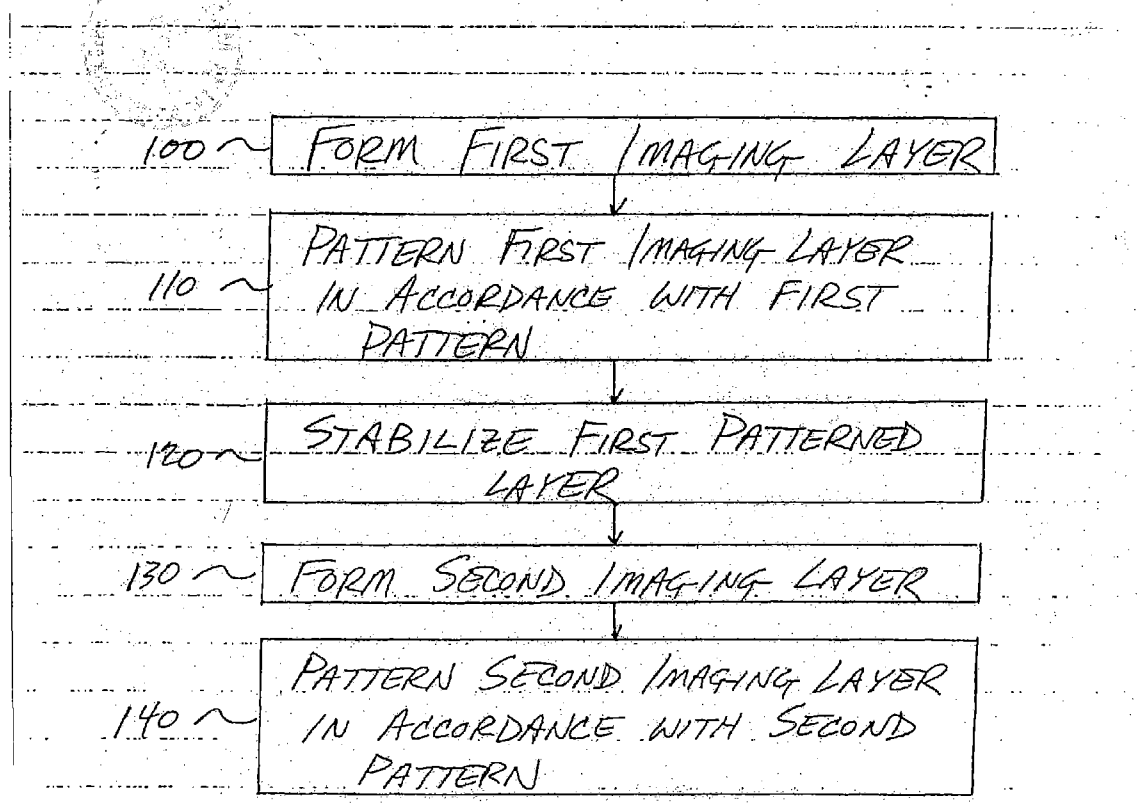 100 FORM FIRST IMAGING LAYER
PATTERN FIRST IMAGING LAYER
110 IN ACCORDANCE WITH FIRST
PATTERN
STABILIZE FIRST PATTERNED
120
LAYER
130 FORM SECOND IMAGING LAYER
PATTERN SECOND IMAGING LAYER
140 IN ACCORDANCE WITH SECOND
PATTERN